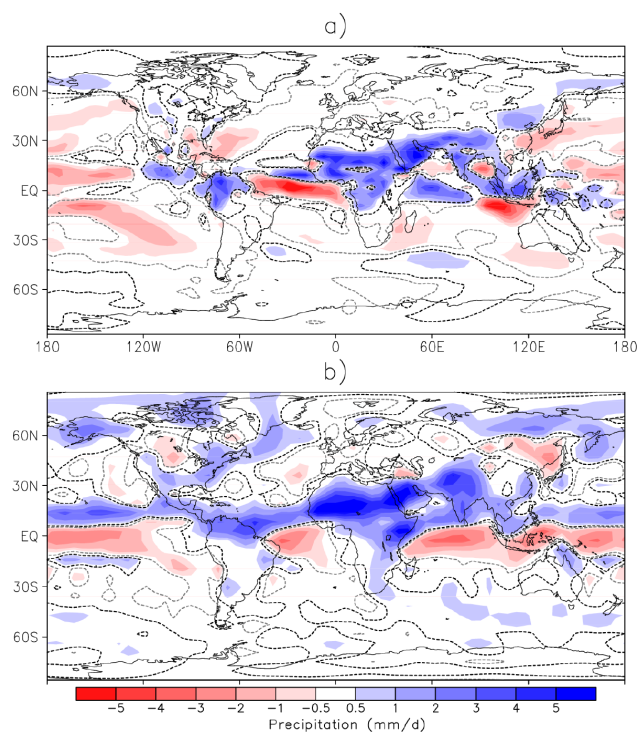 a)
60N
30N
EQ
30S
60S
180 120W 60W 0 60E 120E 180
b)
60N
30N
EQ
30S
60S
-5 -4 -3 -2 -1 -0.5 0.5 1 2 3 4 5
Precipitation (mm/d)